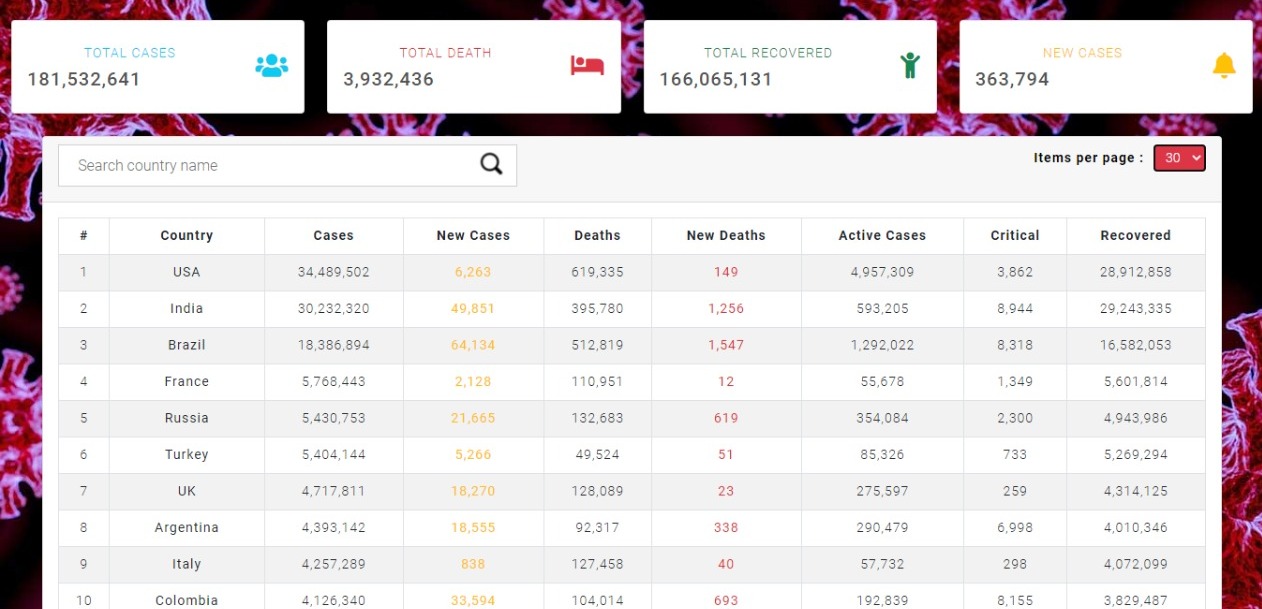 TOTAL CASES
181,532,641
TOTAL DEATH
3,932,436
TOTAL RECOVERED
166,065,131
NEW CASES
363,794
Search country name
Items per page : 30
# Country Cases New Cases Deaths New Deaths Active Cases Critical Recovered
1 USA 34,489,502 6,263 619,335 149 4,957,309 3,862 28,912,858
2 India 30,232,320 49,851 395,780 1,256 593,205 8,944 29,243,335
3 Brazil 18,386,894 64,134 512,819 1,547 1,292,022 8,318 16,582,053
4 France 5,768,443 2,128 110,951 12 55,678 1,349 5,601,814
5 Russia 5,430,753 21,665 132,683 619 354,084 2,300 4,943,986
6 Turkey 5,404,144 5,266 49,524 51 85,326 733 5,269,294
7 UK 4,717,811 18,270 128,089 23 275,597 259 4,314,125
8 Argentina 4,393,142 18,555 92,317 338 290,479 6,998 4,010,346
9 Italy 4,257,289 838 127,458 40 57,732 298 4,072,099
10 Colombia 4,126,340 33,594 104,014 693 192,839 8,155 3,829,487